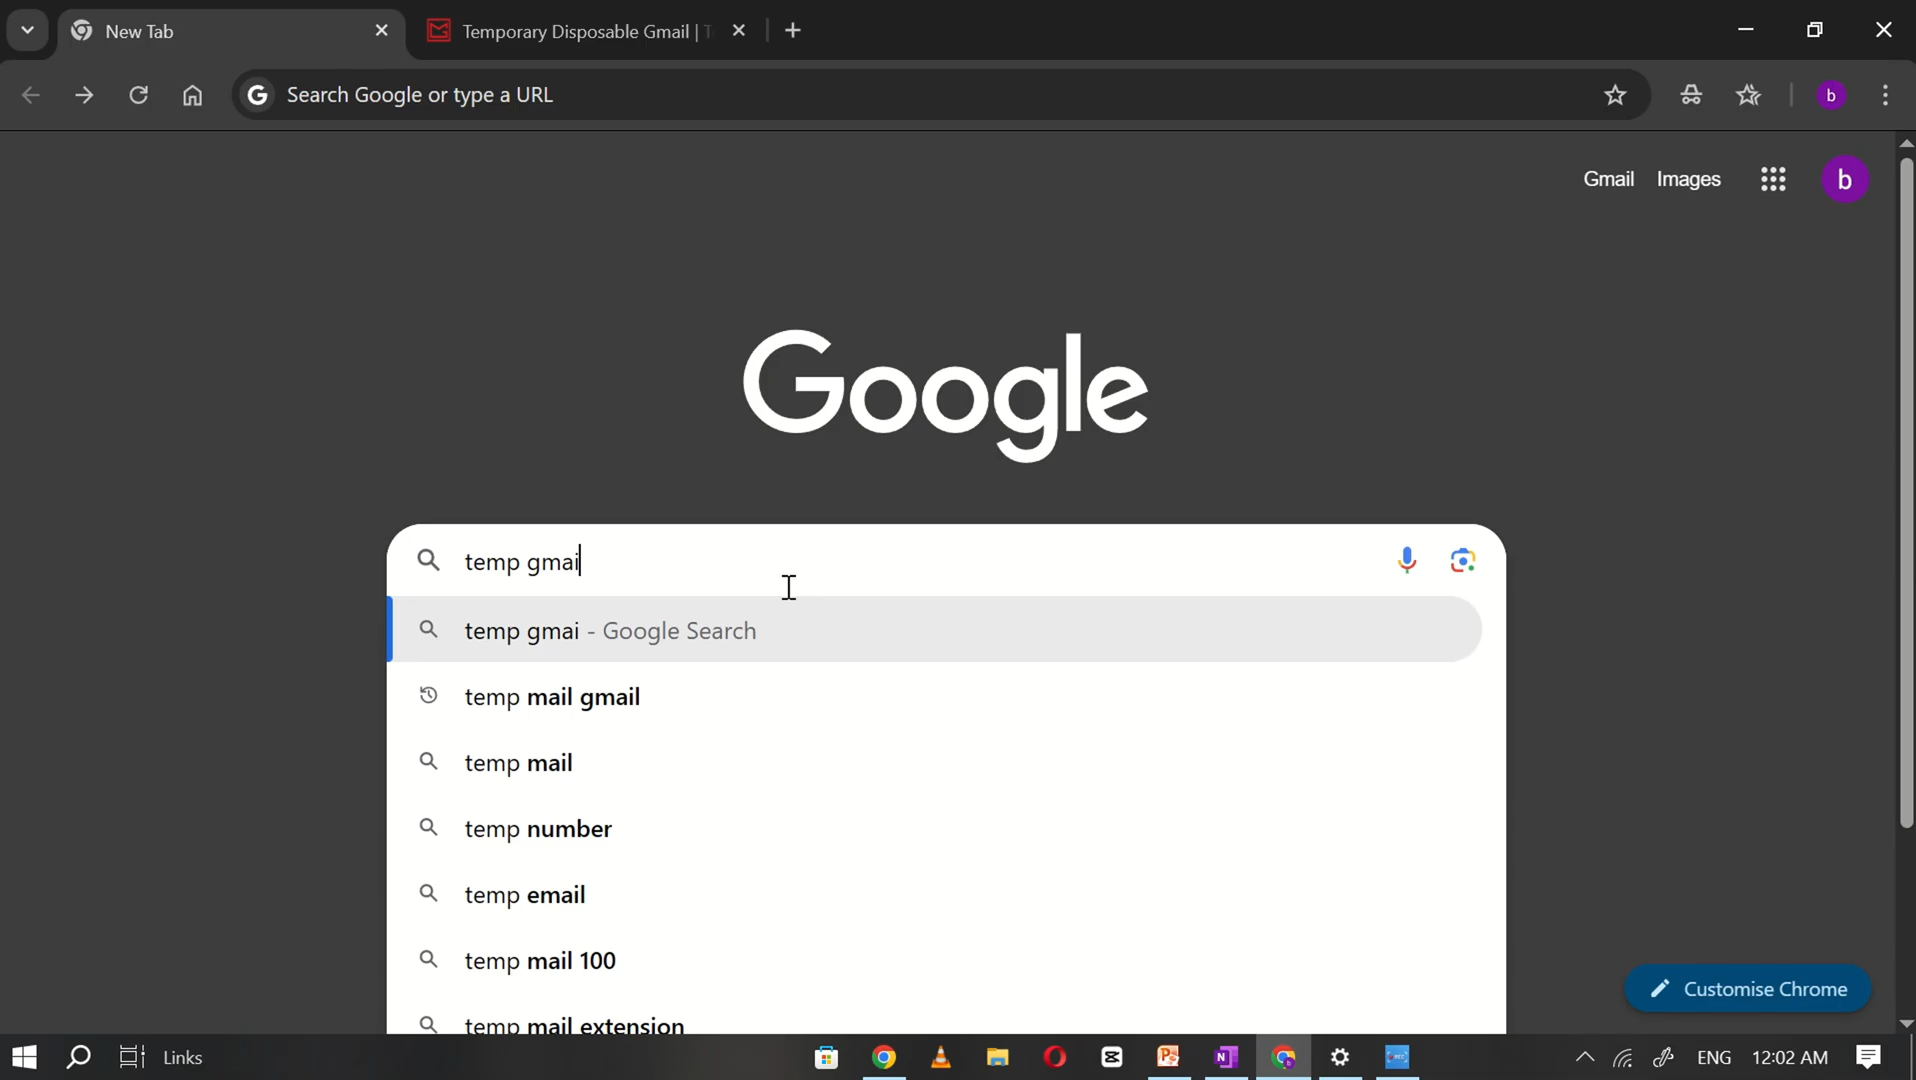 New Tab
Temporary Disposable Gmail |
Search Google or type a URL
b
Gmail Images
b
Google
temp gmai
temp gmai - Google Search
temp mail gmail
temp mail
temp number
temp email
temp mail 100
temp mail extension
Customise Chrome
Links
ENG 12:02 AM